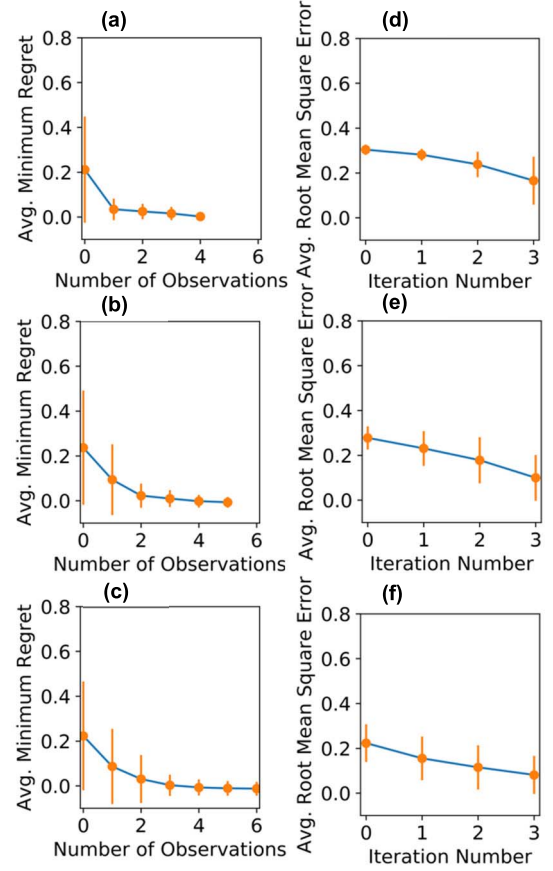 (a)
Avg. Minimum Regret
0.8
0.6
0.4
0.2
0.0
0 2 4 6
Number of Observations
(d)
Avg. Root Mean Square Error
0.8
0.6
0.4
0.2
0.0
0 1 2 3
Iteration Number
(b)
Avg. Minimum Regret
0.8
0.6
0.4
0.2
0.0
0 2 4 6
Number of Observations
(e)
Avg. Root Mean Square Error
0.8
0.6
0.4
0.2
0.0
0 1 2 3
Iteration Number
(c)
Avg. Minimum Regret
0.8
0.6
0.4
0.2
0.0
0 2 4 6
Number of Observations
(f)
Avg. Root Mean Square Error
0.8
0.6
0.4
0.2
0.0
0 1 2 3
Iteration Number